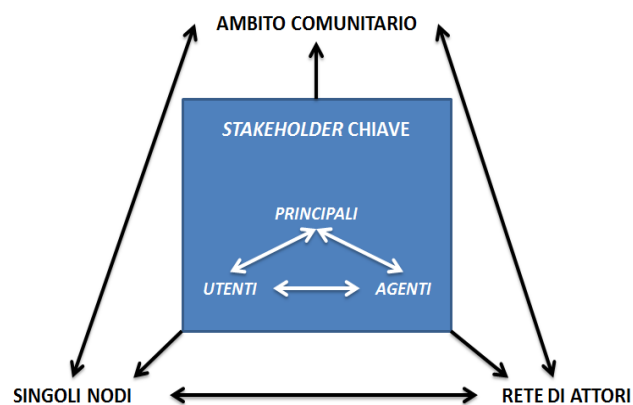 AMBITO COMUNITARIO
STAKEHOLDER CHIAVE
PRINCIPALI
UTENTI
AGENTI
SINGOLI NODI
RETE DI ATTORI